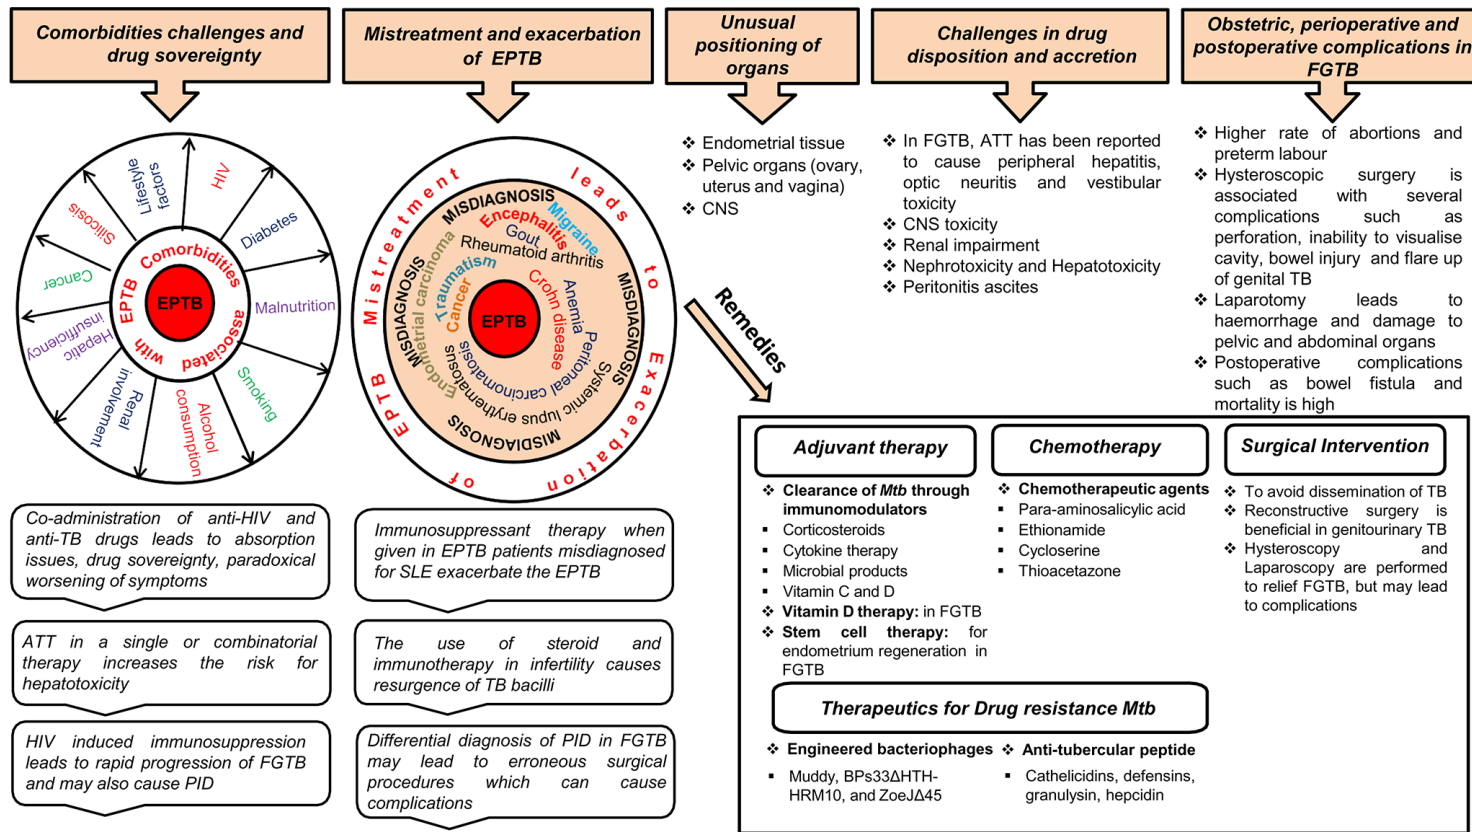 Comorbidities challenges and
drug sovereignty
Mistreatment and exacerbation
of EPTB
Unusual
positioning of
organs
Challenges in drug
disposition and accretion
Obstetric, perioperative and
postoperative complications in
FGTB
HIV
Diabetes
Malnutrition
Smoking
Alcohol
consumption
Renal
involvement
Hepatic
insufficiency
Cancer
Silicosis
Lifestyle
factors
Comorbidities associated with EPTB
EPTB
Co-administration of anti-HIV and
anti-TB drugs leads to absorption
issues, drug sovereignty, paradoxical
worsening of symptoms
ATT in a single or combinatorial
therapy increases the risk for
hepatotoxicity
HIV induced immunosuppression
leads to rapid progression of FGTB
and may also cause PID
Mistreatment leads to Exacerbation of EPTB
MISDIAGNOSIS
MISDIAGNOSIS
MISDIAGNOSIS
MISDIAGNOSIS
Migraine
Encephalitis
Gout
Rheumatoid arthritis
Endometrial carcinoma
Traumatism
Cancer
Crohn disease
Anemia
Peritoneal carcinomatosis
Systemic lupus erythematosus
EPTB
Immunosuppressant therapy when
given in EPTB patients misdiagnosed
for SLE exacerbate the EPTB
The use of steroid and
immunotherapy in infertility causes
resurgence of TB bacilli
Differential diagnosis of PID in FGTB
may lead to erroneous surgical
procedures which can cause
complications
❖ Endometrial tissue
❖ Pelvic organs (ovary,
uterus and vagina)
❖ CNS
❖ In FGTB, ATT has been reported
to cause peripheral hepatitis,
optic neuritis and vestibular
toxicity
❖ CNS toxicity
❖ Renal impairment
❖ Nephrotoxicity and Hepatotoxicity
❖ Peritonitis ascites
❖ Higher rate of abortions and
preterm labour
❖ Hysteroscopic surgery is
associated with several
complications such as
perforation, inability to visualise
cavity, bowel injury and flare up
of genital TB
❖ Laparotomy leads to
haemorrhage and damage to
pelvic and abdominal organs
❖ Postoperative complications
such as bowel fistula and
mortality is high
Remedies
Adjuvant therapy
❖ Clearance of Mtb through
immunomodulators
▪ Corticosteroids
▪ Cytokine therapy
▪ Microbial products
▪ Vitamin C and D
❖ Vitamin D therapy: in FGTB
❖ Stem cell therapy: for
endometrium regeneration in
FGTB
Chemotherapy
❖ Chemotherapeutic agents
▪ Para-aminosalicylic acid
▪ Ethionamide
▪ Cycloserine
▪ Thioacetazone
Surgical Intervention
❖ To avoid dissemination of TB
❖ Reconstructive surgery is
beneficial in genitourinary TB
❖ Hysteroscopy and
Laparoscopy are performed
to relief FGTB, but may lead
to complications
Therapeutics for Drug resistance Mtb
❖ Engineered bacteriophages
▪ Muddy, BPs33ΔHTH-
HRM10, and ZoeJΔ45
❖ Anti-tubercular peptide
▪ Cathelicidins, defensins,
granulysin, hepcidin